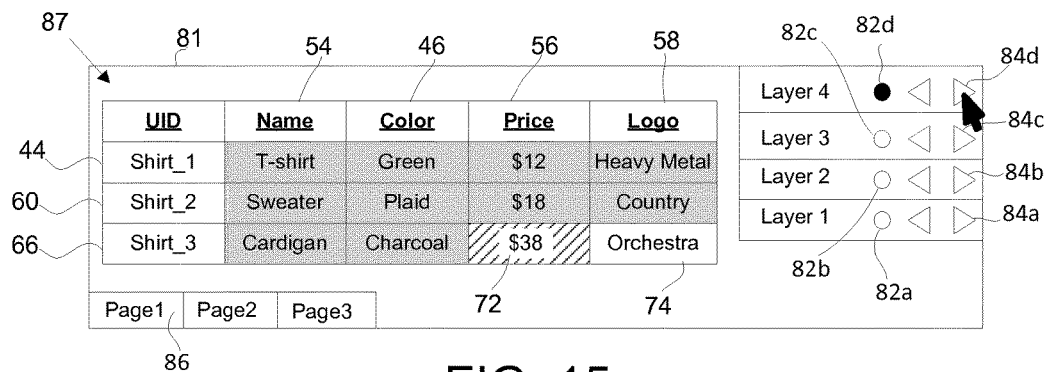 87
81
54
46
56
58
82c
82d
84d
UID Name Color Price Logo
Layer 4
84c
44
Shirt_1 T-shirt Green $12 Heavy Metal
Layer 3
60
Shirt_2 Sweater Plaid $18 Country
Layer 2
84b
66
Shirt_3 Cardigan Charcoal $38 Orchestra
Layer 1
84a
82b
82a
72
74
Page1 Page2 Page3
86